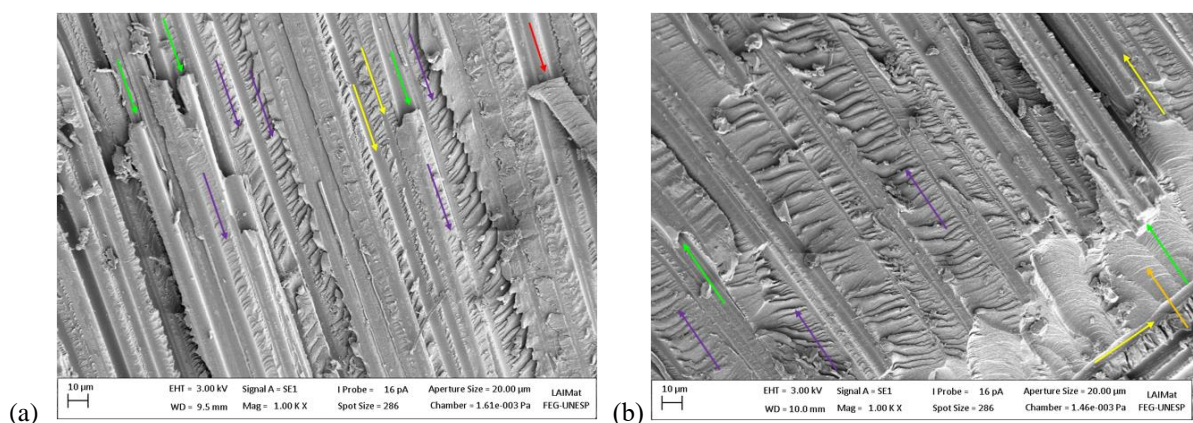 (a)
10 µm
EHT = 3.00 kV Signal A = SE1 I Probe = 16 pA Aperture Size = 20.00 µm LAIMat
WD = 9.5 mm Mag = 1.00 K X Spot Size = 286 Chamber = 1.61e-003 Pa FEG-UNESP
(b)
10 µm
EHT = 3.00 kV Signal A = SE1 I Probe = 16 pA Aperture Size = 20.00 µm LAIMat
WD = 10.0 mm Mag = 1.00 K X Spot Size = 286 Chamber = 1.46e-003 Pa FEG-UNESP